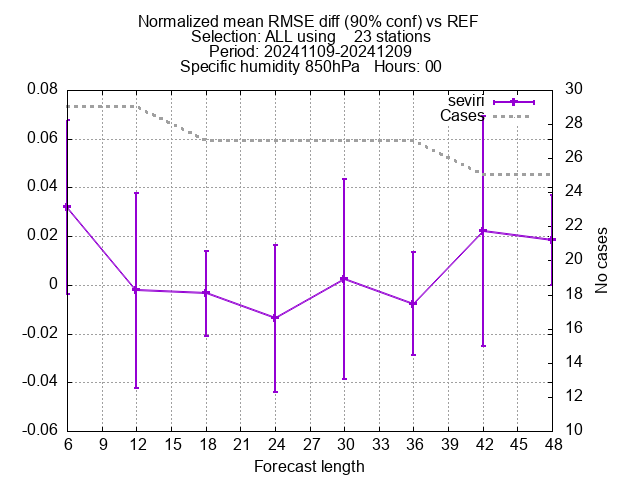 Normalized mean RMSE diff (90% conf) vs REF
Selection: ALL using    23 stations
Period: 20241109-20241209
Specific humidity 850hPa   Hours: 00
seviri
Cases
0.08
0.06
0.04
0.02
0
-0.02
-0.04
-0.06
30
28
26
24
22
20
18
16
14
12
10
No cases
6 9 12 15 18 21 24 27 30 33 36 39 42 45 48
Forecast length